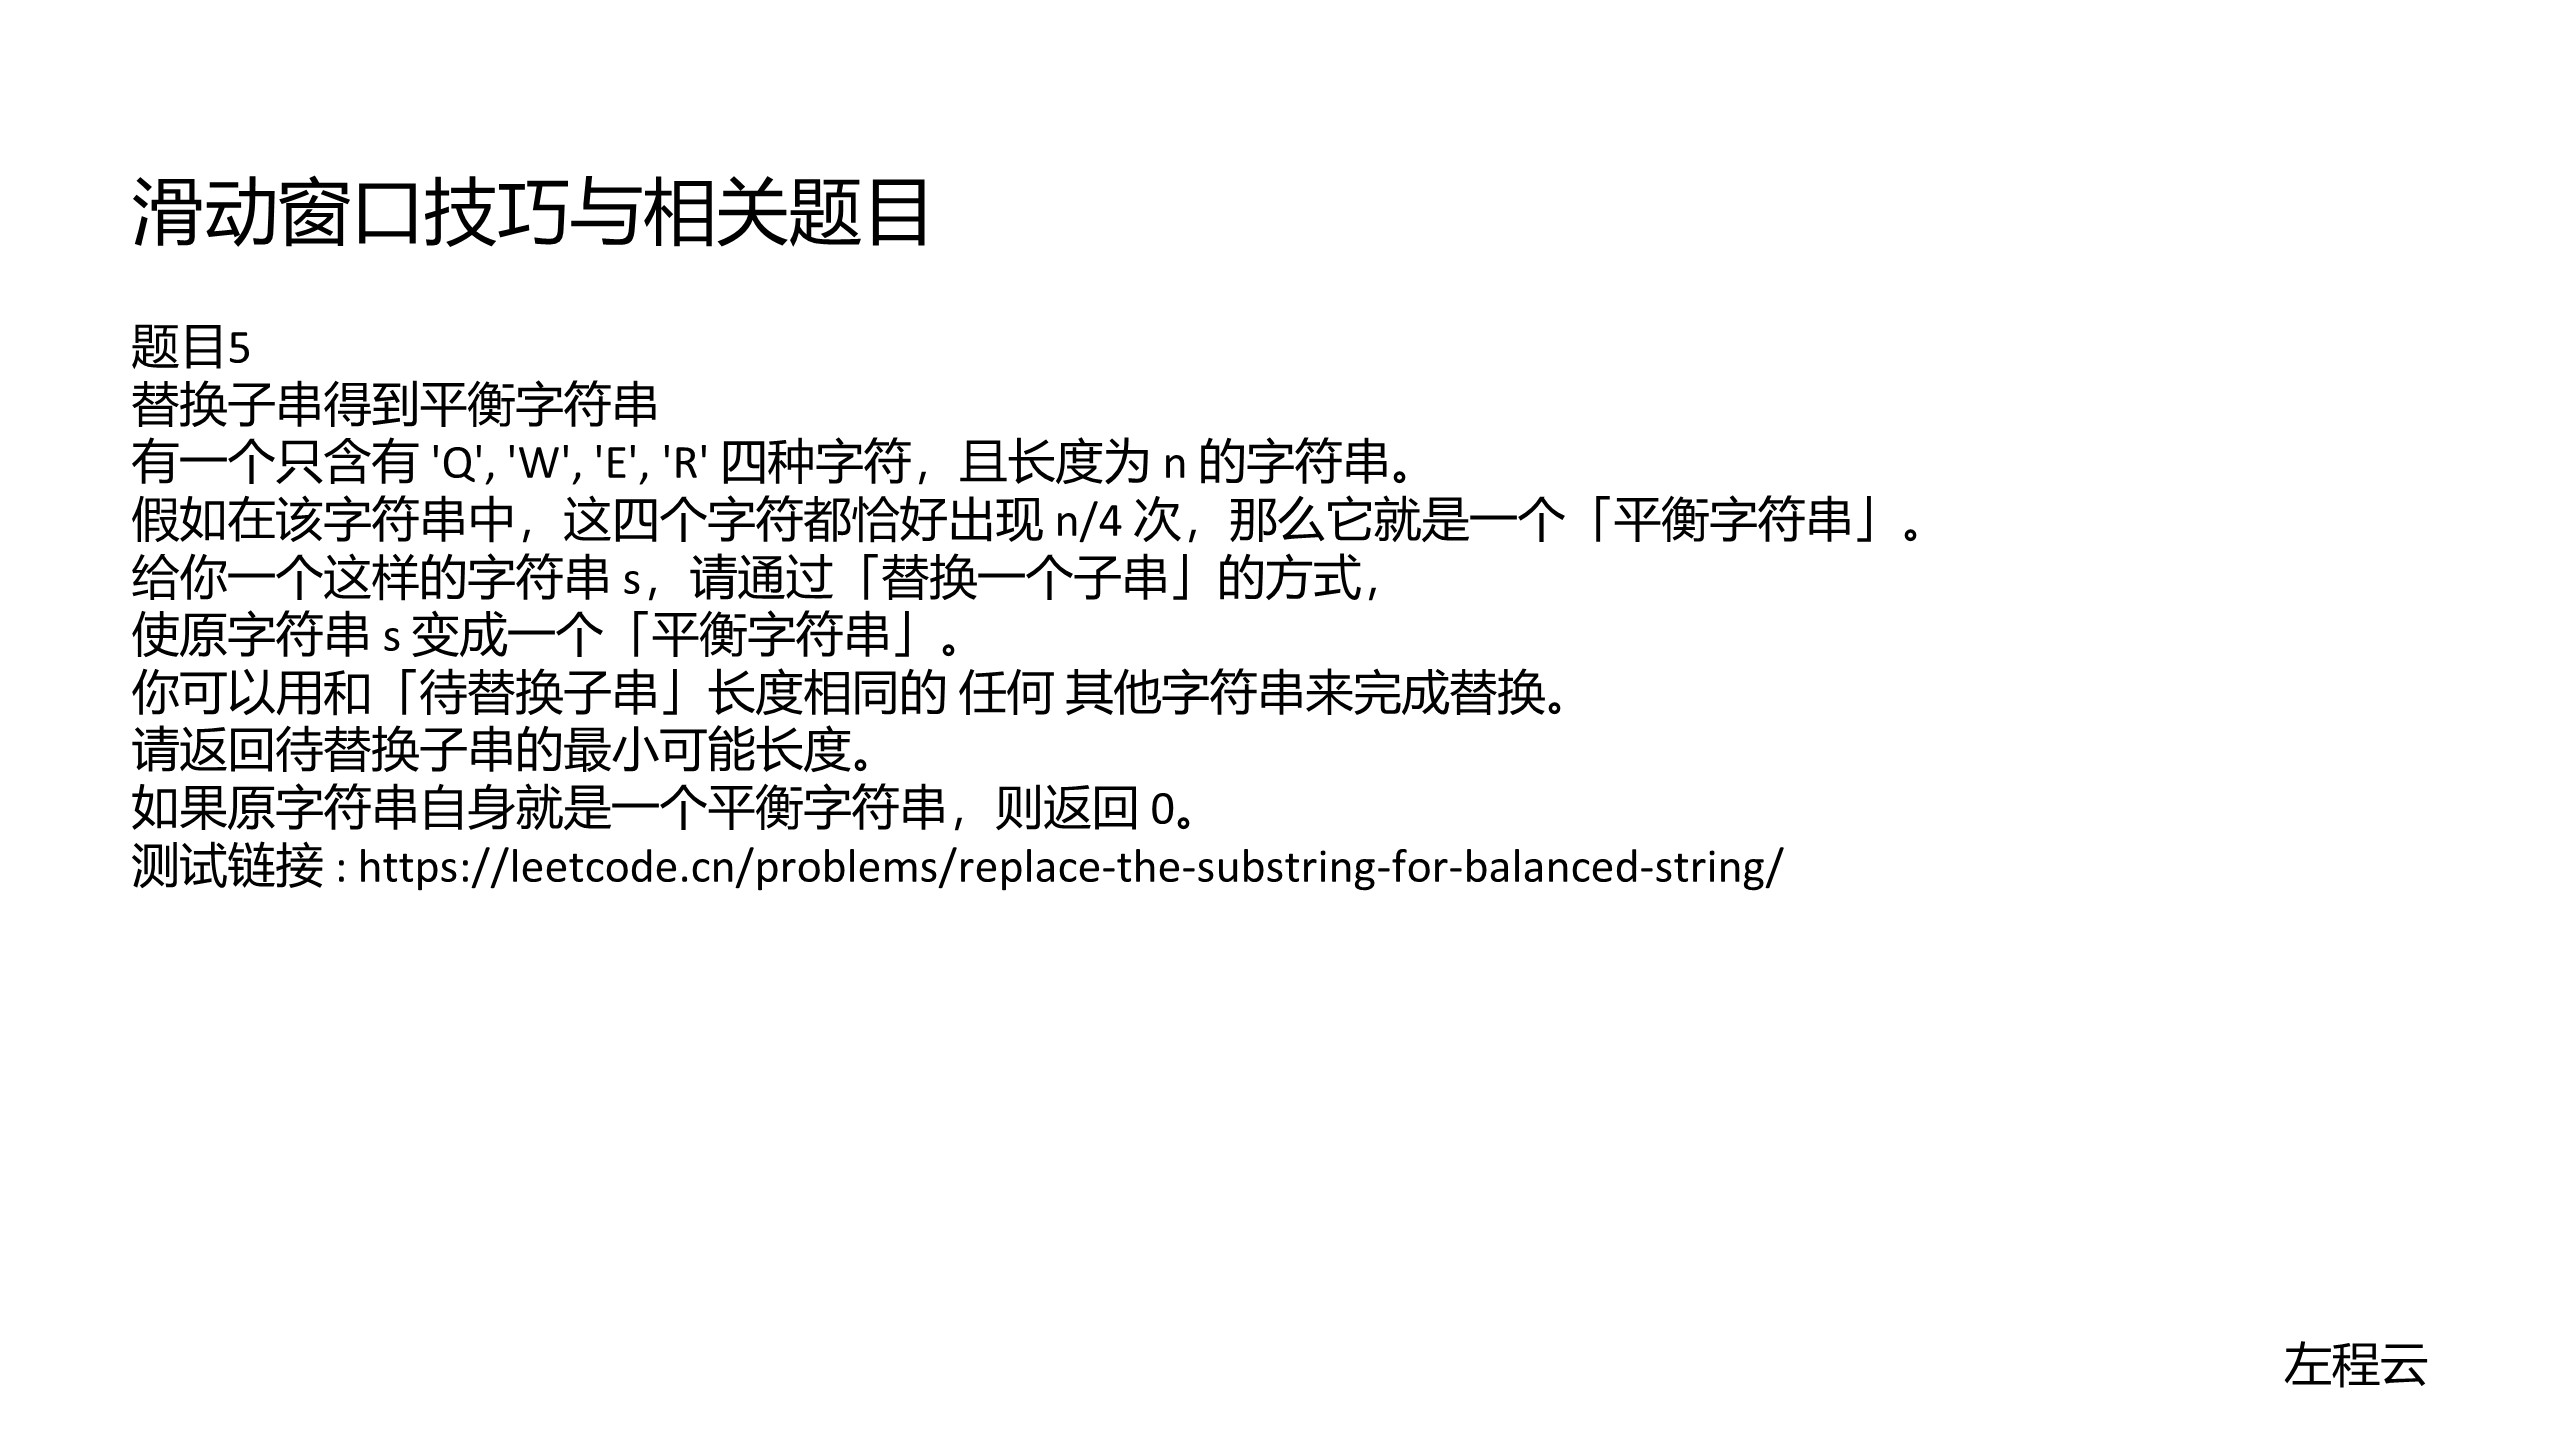 滑动窗口技巧与相关题目
题目5
替换子串得到平衡字符串
有一个只含有 'Q', 'W', 'E', 'R' 四种字符，且长度为 n 的字符串。
假如在该字符串中，这四个字符都恰好出现 n/4 次，那么它就是一个「平衡字符串」。
给你一个这样的字符串 s，请通过「替换一个子串」的方式，
使原字符串 s 变成一个「平衡字符串」。
你可以用和「待替换子串」长度相同的 任何 其他字符串来完成替换。
请返回待替换子串的最小可能长度。
如果原字符串自身就是一个平衡字符串，则返回 0。
测试链接 : https://leetcode.cn/problems/replace-the-substring-for-balanced-string/
左程云